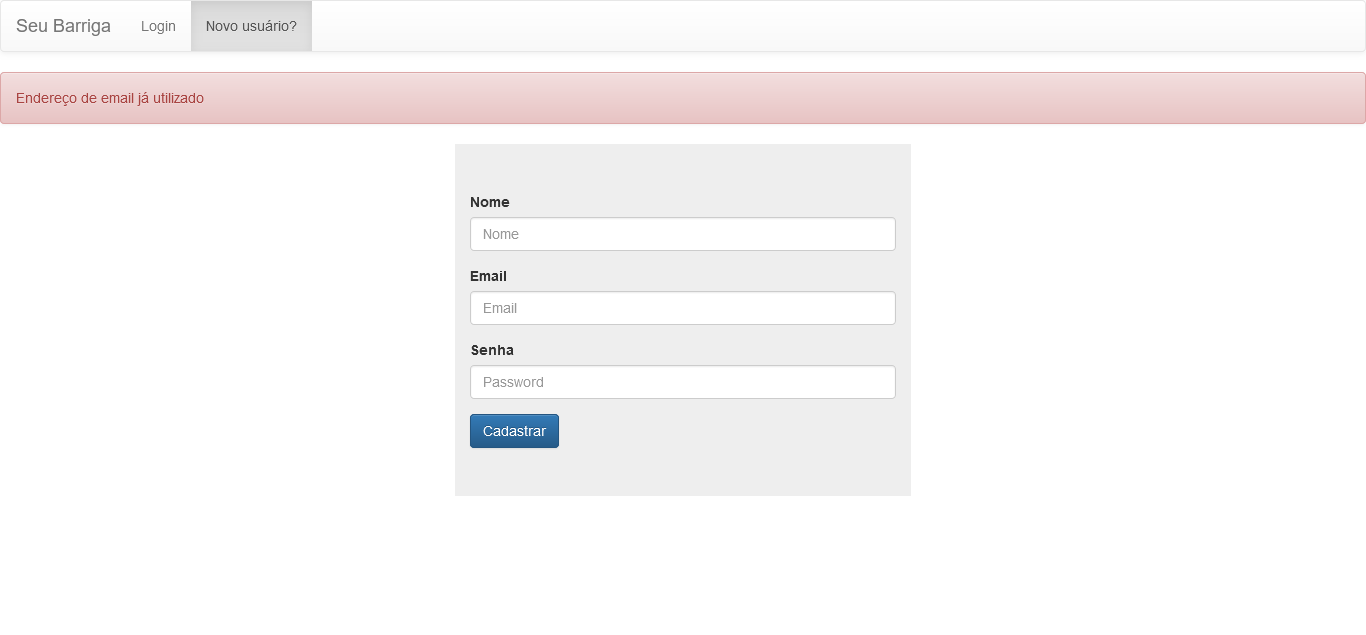 Seu Barriga Login Novo usuário?
Endereço de email já utilizado
Nome
Nome
Email
Email
Senha
Password
Cadastrar